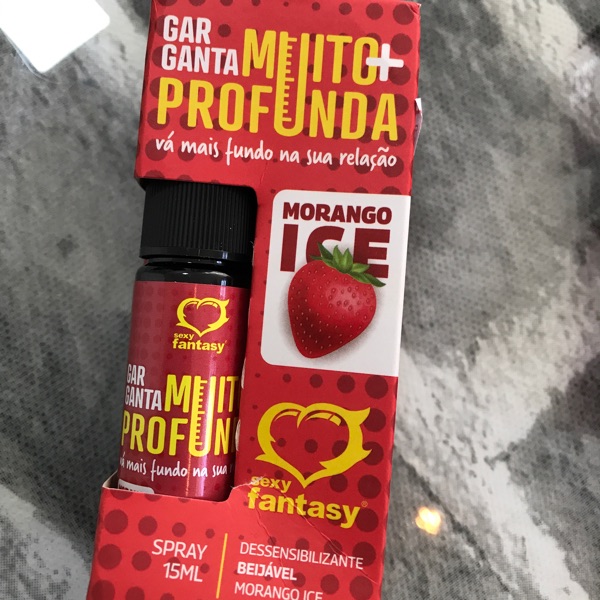 GAR
GANTA MUITO+
PROFUNDA
vá mais fundo na sua relação
MORANGO
ICE
sexy
fantasy
GAR
GANTA MUIT
PROFUN
vá mais fundo na sua
sexy
fantasy
SPRAY
15ML
DESSENSIBILIZANTE
BEIJÁVEL
MORANGO ICE